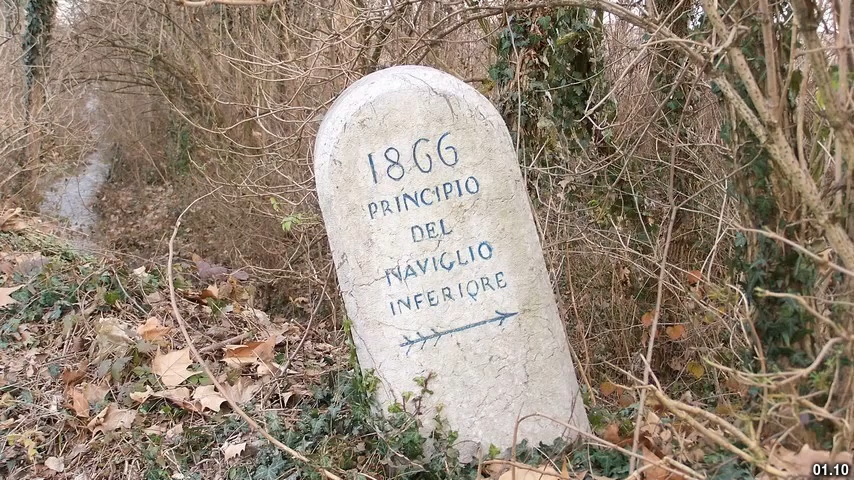 1866
PRINCIPIO
DEL
NAVIGLIO
INFERIORE
01.10